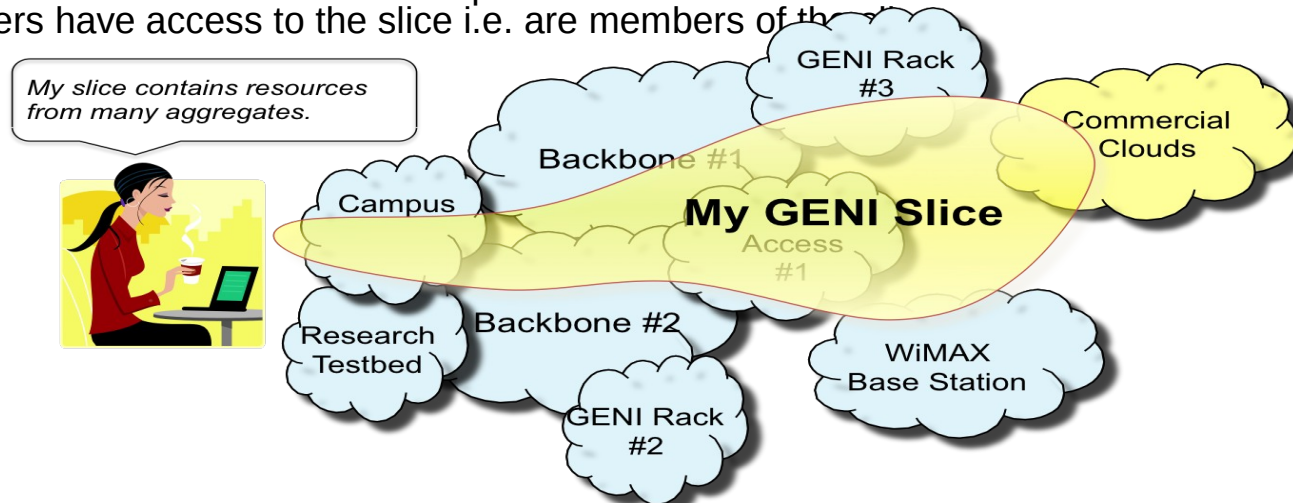 have access to the slice i.e. are members of
My slice contains resources
from many aggregates.
GENI Rack
#3
Commercial
Clouds
Backbone #1
Campus
My GENI Slice
Access
#1
Research
Testbed
Backbone #2
WiMAX
Base Station
GENI Rack
#2